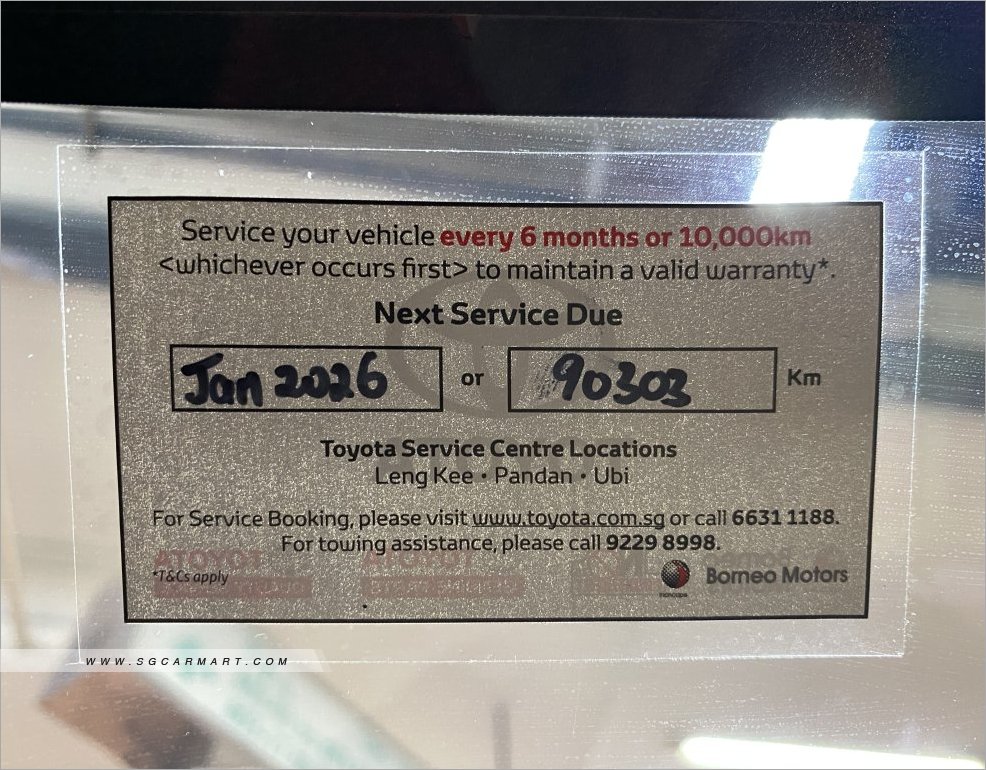 Service your vehicle every 6 months or 10,000km
<whichever occurs first> to maintain a valid warranty*.
Next Service Due
Jan 2026 or 90303 Km
Toyota Service Centre Locations
Leng Kee • Pandan • Ubi
For Service Booking, please visit www.toyota.com.sg or call 6631 1188.
For towing assistance, please call 9229 8998.
*T&Cs apply
Borneo Motors
WWW.SGCARMART.COM